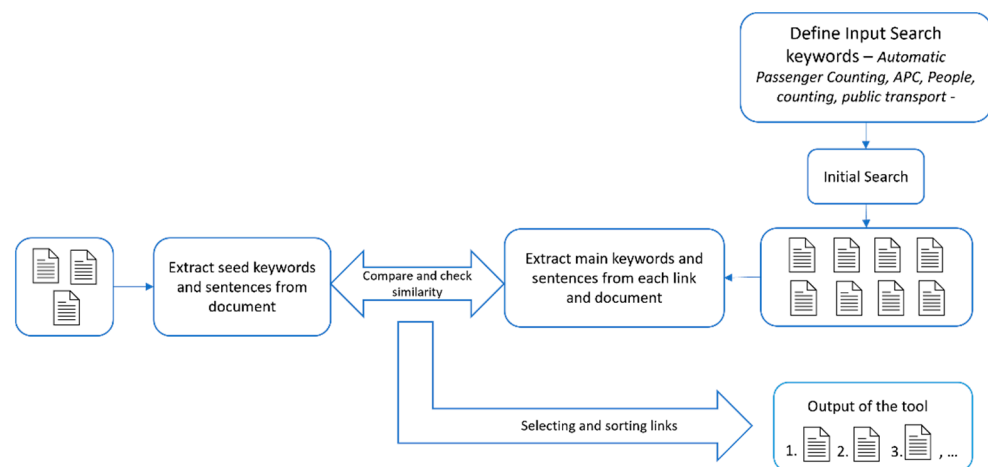 Define Input Search
keywords – Automatic
Passenger Counting, APC, People,
counting, public transport -
Initial Search
Extract seed keywords
and sentences from
document
Compare and check
similarity
Extract main keywords and
sentences from each link
and document
Selecting and sorting links
Output of the tool
1. 2. 3. , ...